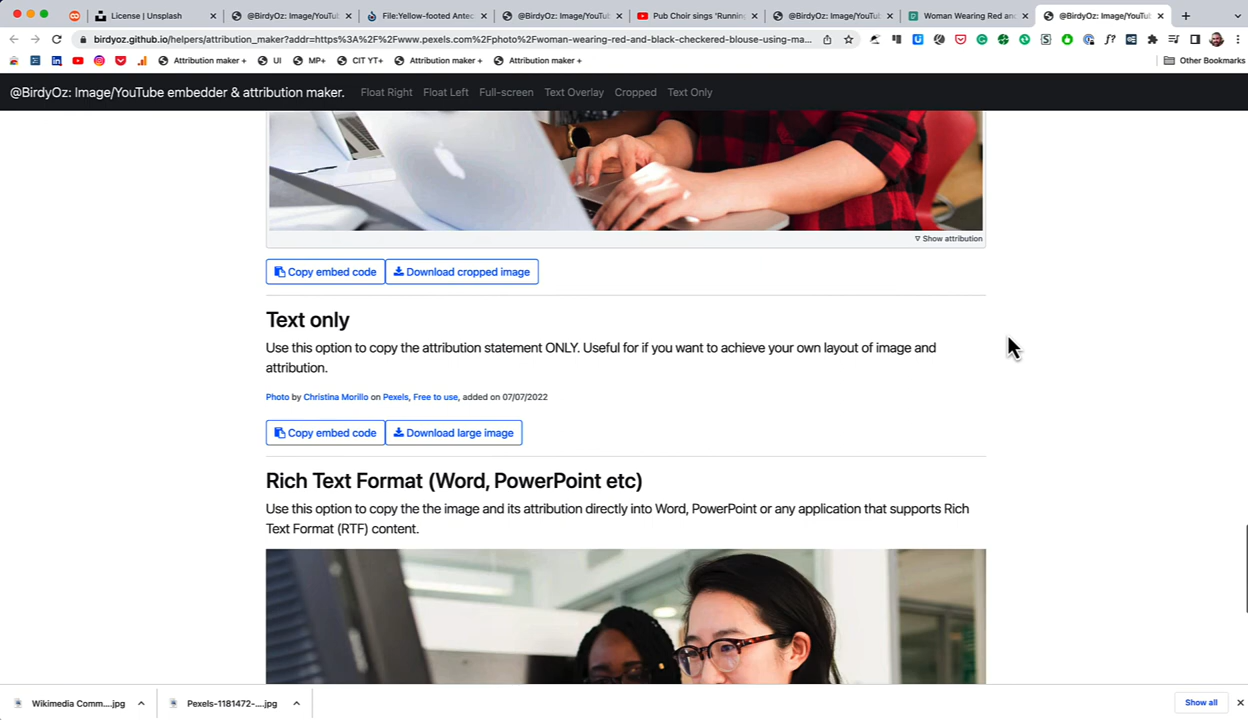 License | Unsplash
@BirdyOz: Image/YouTu
File:Yellow-footed Antec
@BirdyOz: Image/YouTu
Pub Choir sings 'Runnin
@BirdyOz: Image/YouTu
Woman Wearing Red and
@BirdyOz: Image/YouTu
birdyoz.github.io/helpers/attribution_maker?addr=https%3A%2F%2Fwww.pexels.com%2Fphoto%2Fwoman-wearing-red-and-black-checkered-blouse-using-ma...
Attribution maker +
UI
MP+
CIT YT+
Attribution maker +
Attribution maker +
Other Bookmarks
@BirdyOz: Image/YouTube embedder & attribution maker.
Float Right
Float Left
Full-screen
Text Overlay
Cropped
Text Only
▽ Show attribution
Copy embed code
Download cropped image
Text only
Use this option to copy the attribution statement ONLY. Useful for if you want to achieve your own layout of image and
attribution.
Photo by Christina Morillo on Pexels, Free to use, added on 07/07/2022
Copy embed code
Download large image
Rich Text Format (Word, PowerPoint etc)
Use this option to copy the the image and its attribution directly into Word, PowerPoint or any application that supports Rich
Text Format (RTF) content.
Wikimedia Comm....jpg
Pexels-1181472-....jpg
Show all